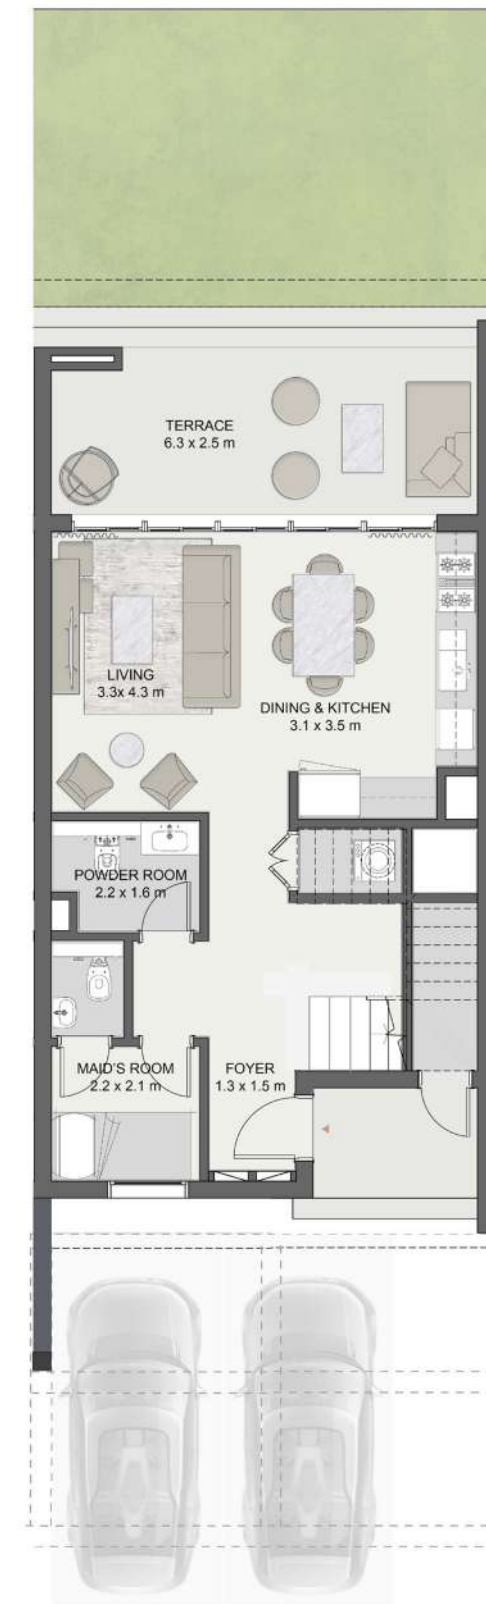 TERRACE
6.3 x 2.5 m
LIVING
3.3x 4.3 m
DINING & KITCHEN
3.1 x 3.5 m
POWDER ROOM
2.2 x 1.6 m
MAID'S ROOM
2.2 x 2.1 m
FOYER
1.3 x 1.5 m